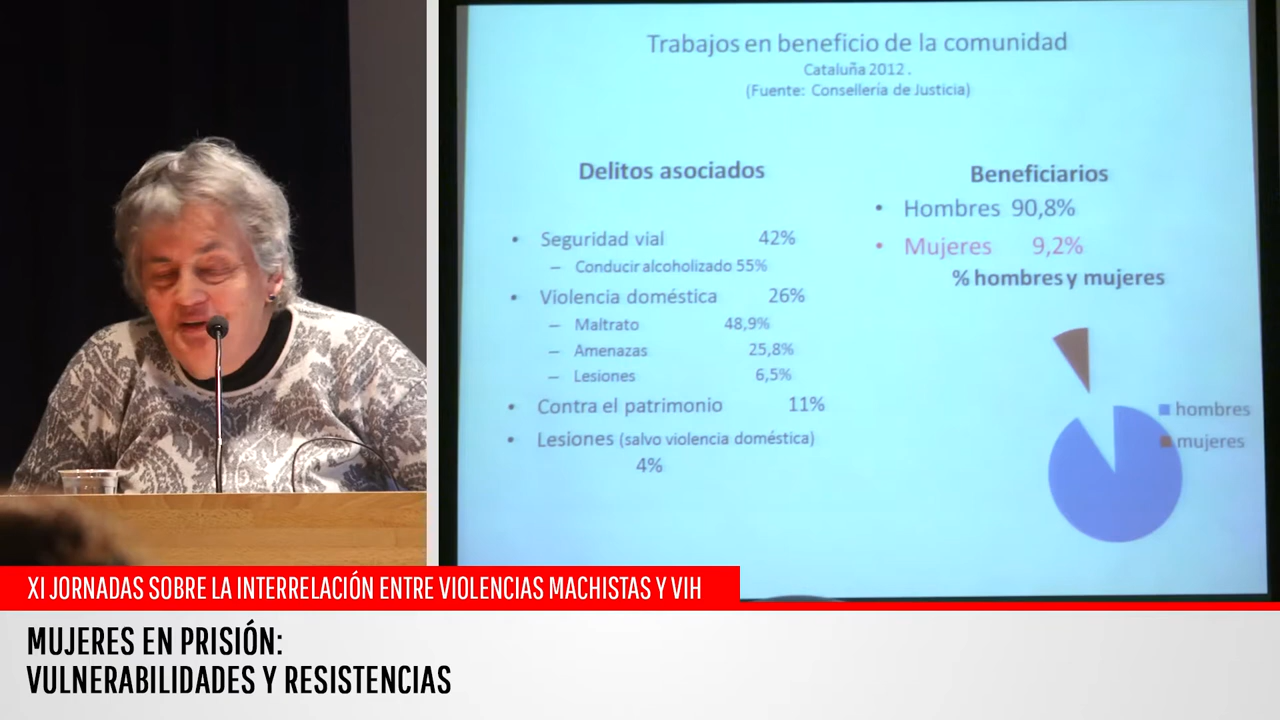 Trabajos en beneficio de la comunidad
Cataluña 2012.
(Fuente: Consellería de Justicia)
Delitos asociados
• Seguridad vial 42%
– Conducir alcoholizado 55%
• Violencia doméstica 26%
– Maltrato 48,9%
– Amenazas 25,8%
– Lesiones 6,5%
• Contra el patrimonio 11%
• Lesiones (salvo violencia doméstica)
4%
Beneficiarios
• Hombres 90,8%
• Mujeres 9,2%
% hombres y mujeres
hombres
mujeres
XI JORNADAS SOBRE LA INTERRELACIÓN ENTRE VIOLENCIAS MACHISTAS Y VIH
MUJERES EN PRISIÓN:
VULNERABILIDADES Y RESISTENCIAS